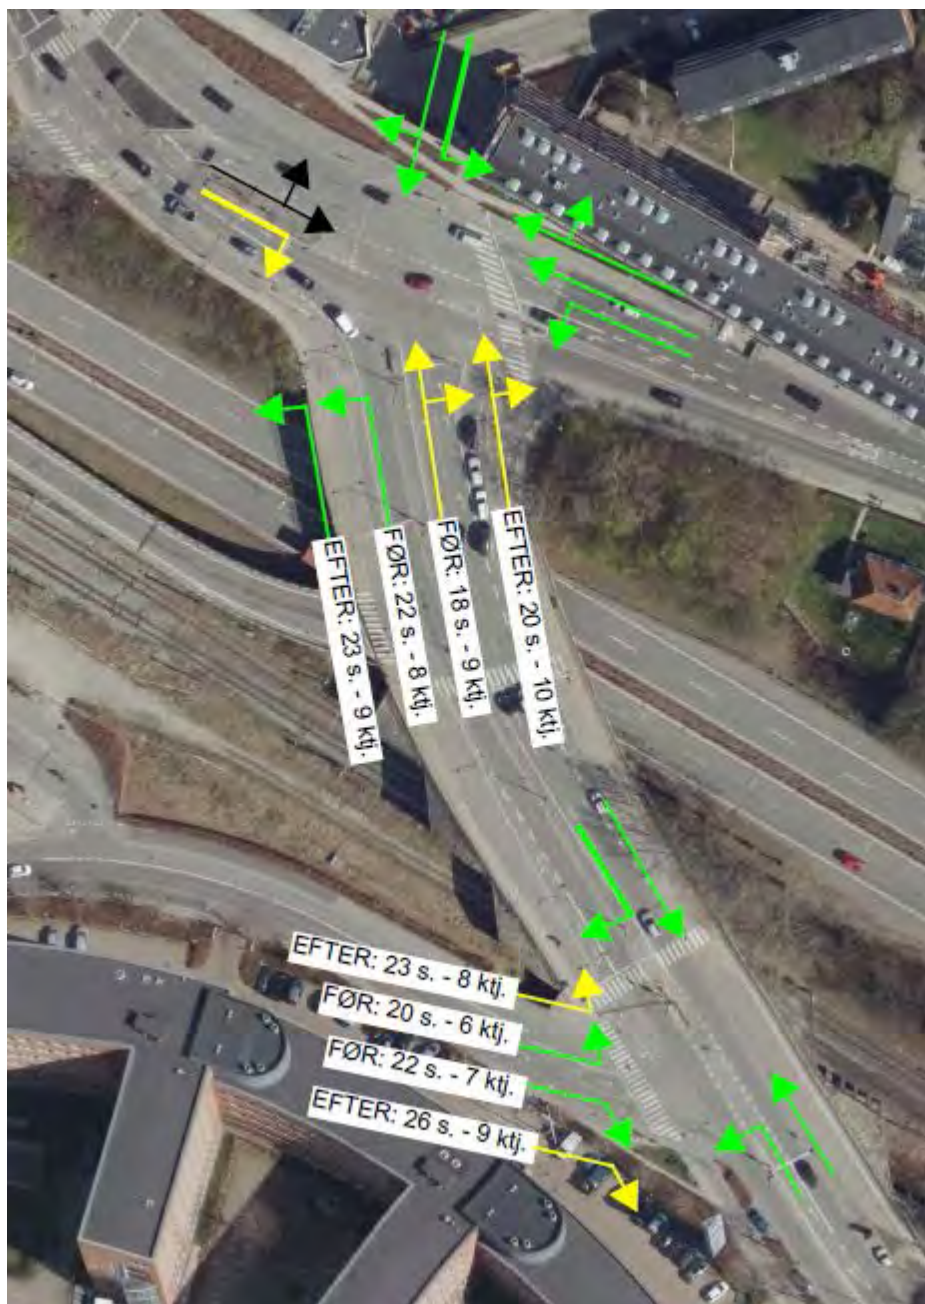 EFTER: 23 s. - 9 ktj.
FØR: 22 s. - 8 ktj.
FØR: 18 s. - 9 ktj.
EFTER: 20 s. - 10 ktj.
EFTER: 23 s. - 8 ktj.
FØR: 20 s. - 6 ktj.
FØR: 22 s. - 7 ktj.
EFTER: 26 s. - 9 ktj.